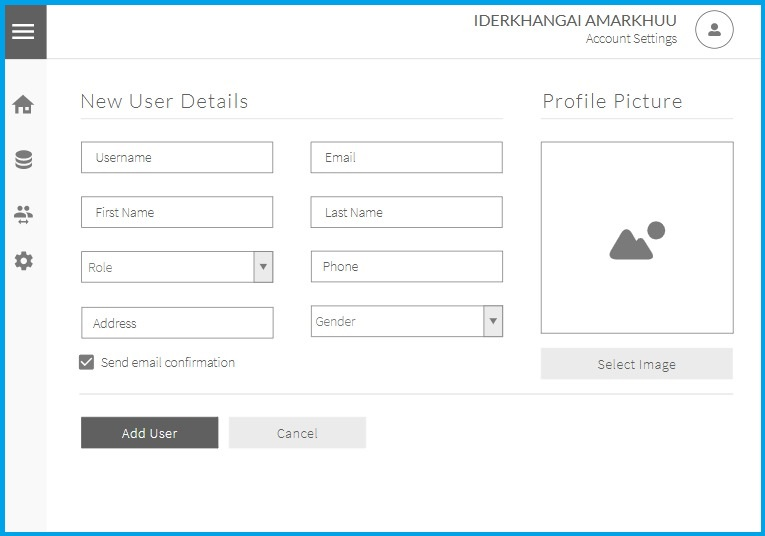 IDERKHANGAI AMARKHUU
Account Settings
New User Details
Profile Picture
Username
Email
First Name
Last Name
Role
Phone
Address
Gender
Send email confirmation
Select Image
Add User
Cancel